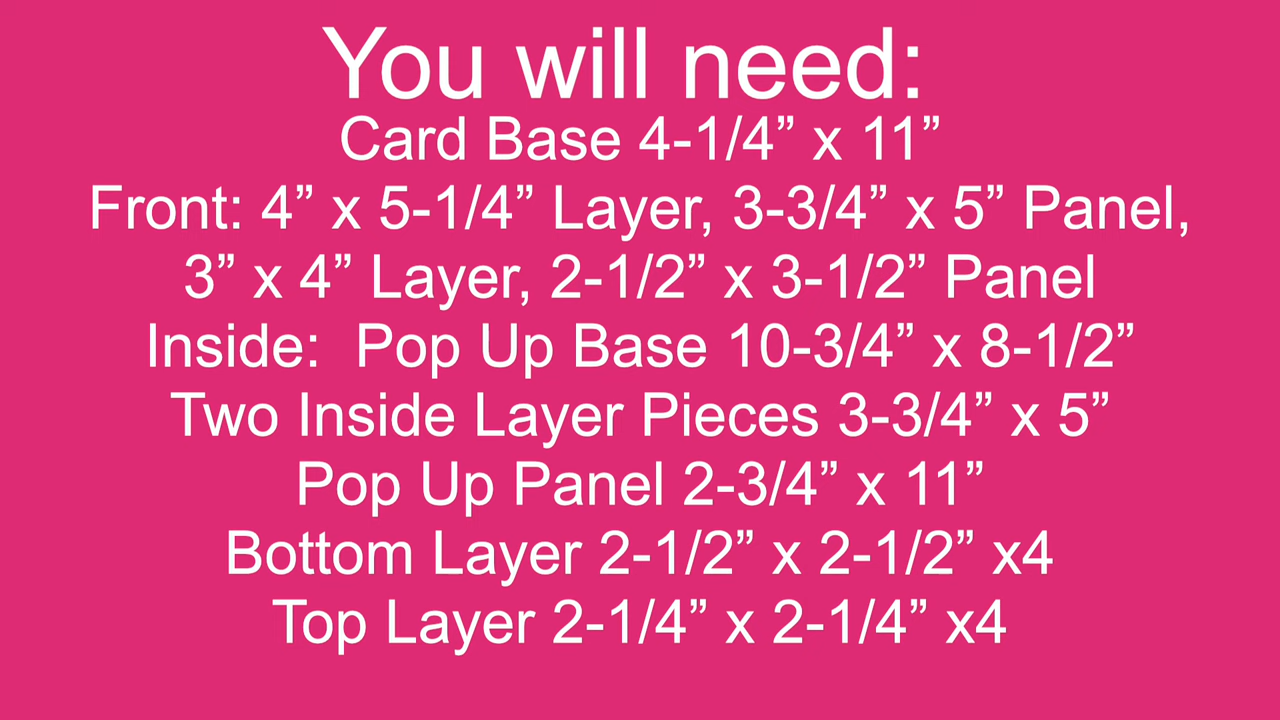 You will need:
Card Base 4-1/4” x 11”
Front: 4” x 5-1/4” Layer, 3-3/4” x 5” Panel,
3” x 4” Layer, 2-1/2” x 3-1/2” Panel
Inside:  Pop Up Base 10-3/4” x 8-1/2”
Two Inside Layer Pieces 3-3/4” x 5”
Pop Up Panel 2-3/4” x 11”
Bottom Layer 2-1/2” x 2-1/2” x4
Top Layer 2-1/4” x 2-1/4” x4